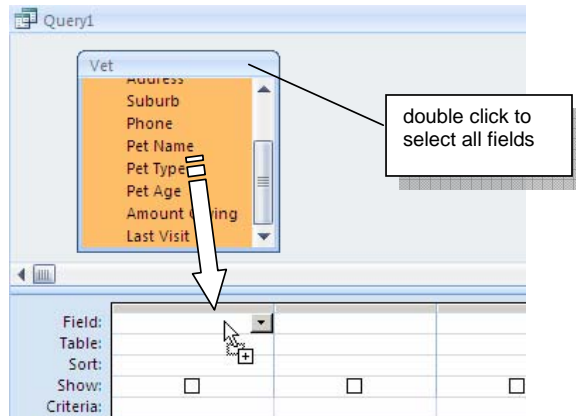 Query1
Vet
Address
Suburb
Phone
Pet Name
Pet Type
Pet Age
Amount Owing
Last Visit
double click to
select all fields
Field:
Table:
Sort:
Show:
Criteria: